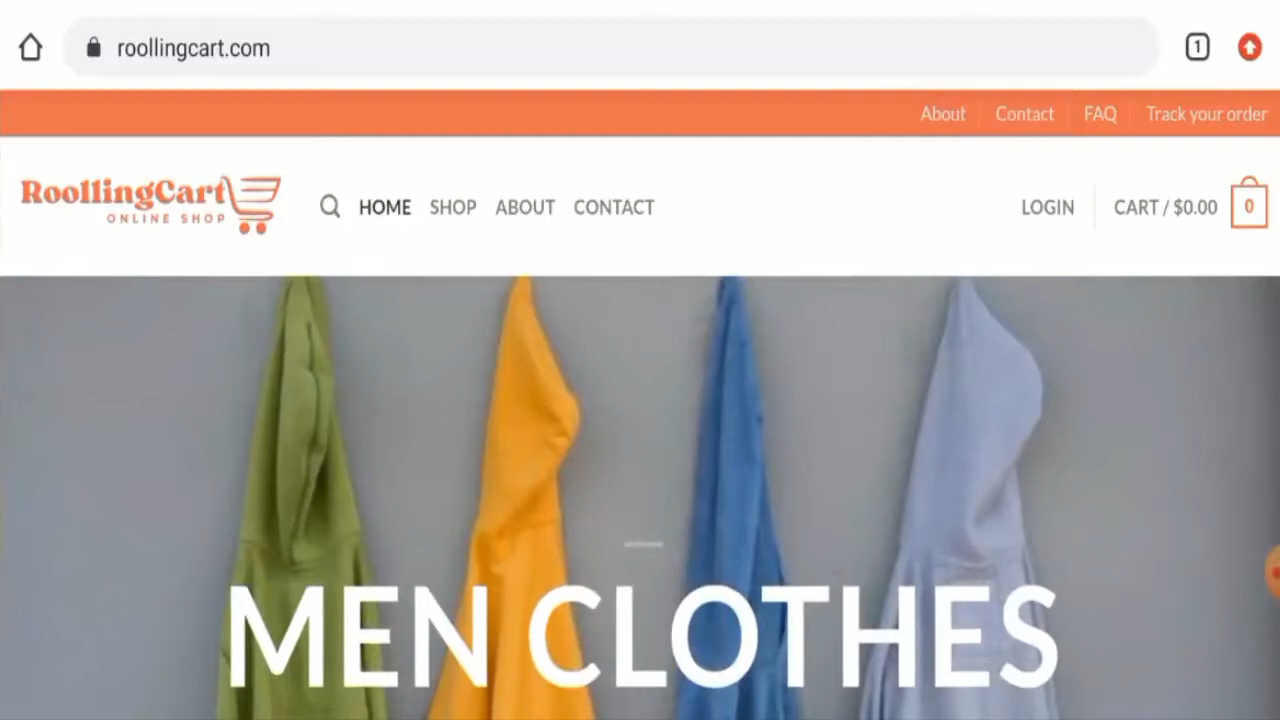 roollingcart.com
1
About Contact FAQ Track your order
RoollingCart
ONLINE SHOP
HOME SHOP ABOUT CONTACT
LOGIN CART / $0.00 0
MEN CLOTHES